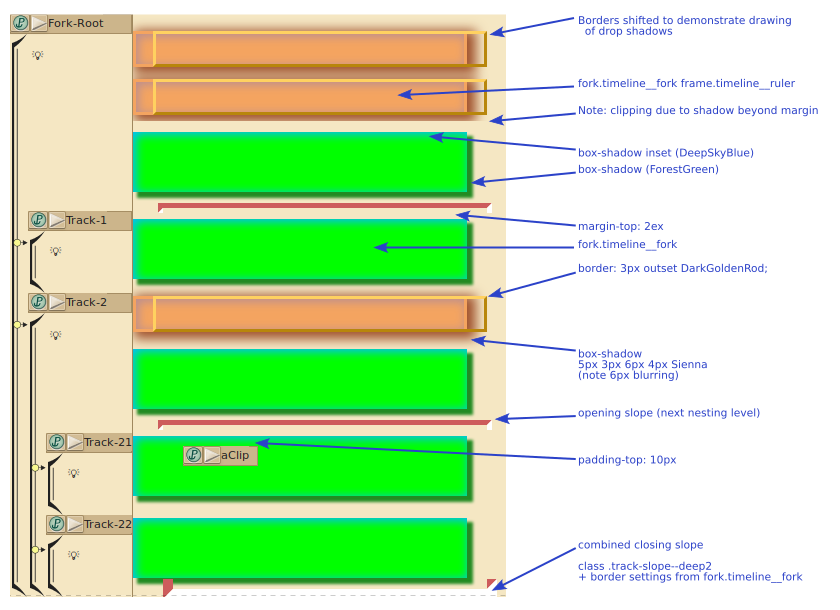 Fork-Root
Borders shifted to demonstrate drawing
of drop shadows
fork.timeline__fork frame.timeline__ruler
Note: clipping due to shadow beyond margin
box-shadow inset (DeepSkyBlue)
box-shadow (ForestGreen)
Track-1
margin-top: 2ex
fork.timeline__fork
border: 3px outset DarkGoldenRod;
Track-2
box-shadow
5px 3px 6px 4px Sienna
(note 6px blurring)
opening slope (next nesting level)
Track-21
aClip
padding-top: 10px
Track-22
combined closing slope
class .track-slope--deep2
+ border settings from fork.timeline__fork